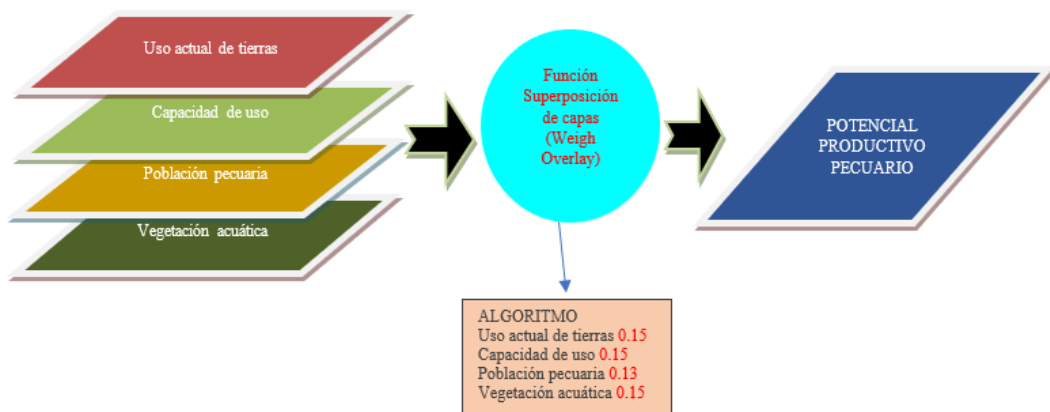 Uso actual de tierras
Capacidad de uso
Población pecuaria
Vegetación acuática
Función
Superposición
de capas
(Weigh
Overlay)
POTENCIAL
PRODUCTIVO
PECUARIO
ALGORITMO
Uso actual de tierras 0.15
Capacidad de uso 0.15
Población pecuaria 0.13
Vegetación acuática 0.15